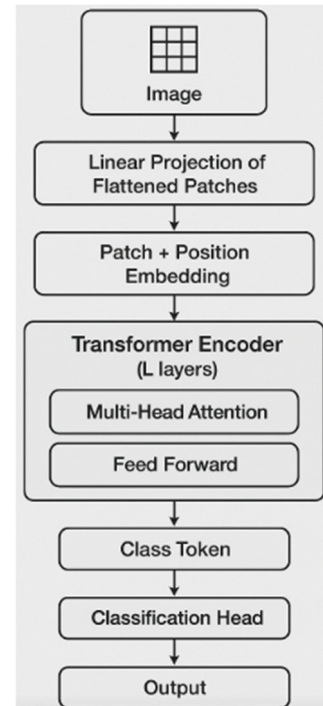 Image
Linear Projection of
Flattened Patches
Patch + Position
Embedding
Transformer Encoder
(L layers)
Multi-Head Attention
Feed Forward
Class Token
Classification Head
Output